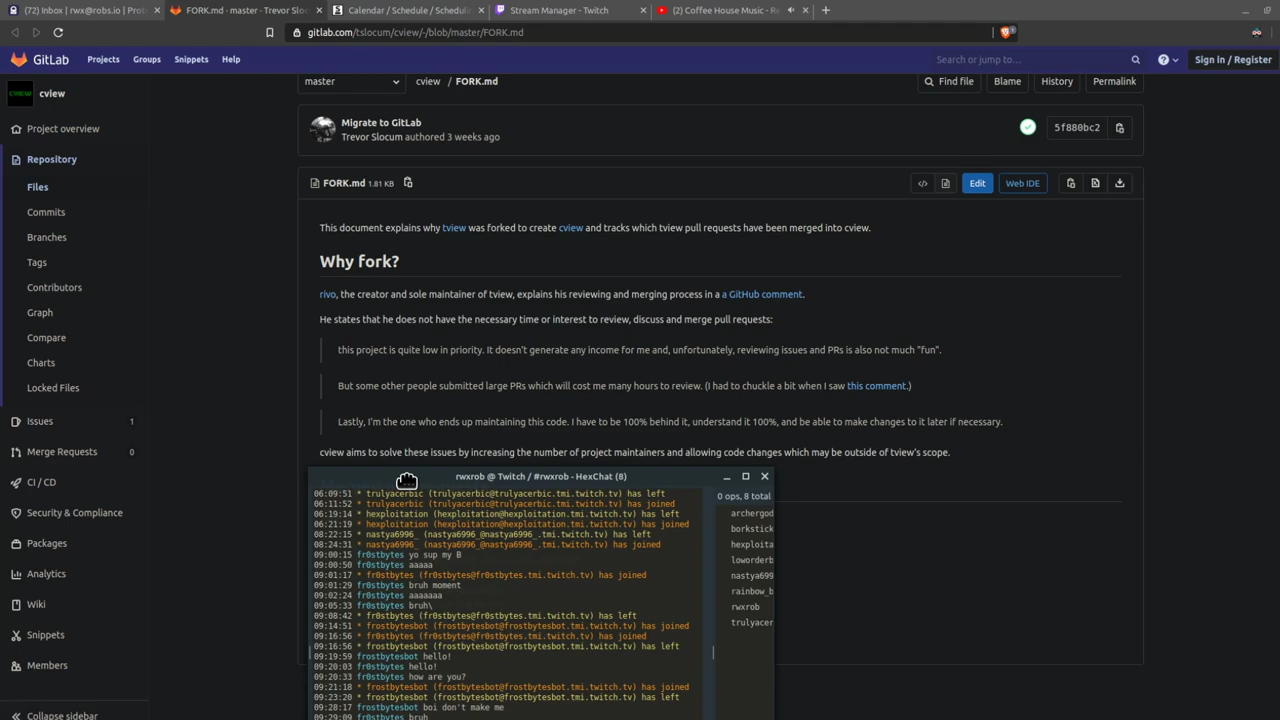 (72) Inbox | rwx@robs.io | Prot
FORK.md · master · Trevor Sloc
Calendar / Schedule / Schedulin
Stream Manager - Twitch
(2) Coffee House Music - Re
gitlab.com/tslocum/cview/-/blob/master/FORK.md
GitLab
Projects
Groups
Snippets
Help
Search or jump to…
Sign in / Register
CVIEW
cview
Project overview
Repository
Files
Commits
Branches
Tags
Contributors
Graph
Compare
Charts
Locked Files
Issues
1
Merge Requests
0
CI / CD
Security & Compliance
Packages
Analytics
Wiki
Snippets
Members
Collapse sidebar
master
cview / FORK.md
Find file
Blame
History
Permalink
Migrate to GitLab
Trevor Slocum authored 3 weeks ago
5f880bc2
FORK.md 1.81 KB
Edit
Web IDE
This document explains why tview was forked to create cview and tracks which tview pull requests have been merged into cview.
Why fork?
rivo, the creator and sole maintainer of tview, explains his reviewing and merging process in a a GitHub comment.
He states that he does not have the necessary time or interest to review, discuss and merge pull requests:
this project is quite low in priority. It doesn't generate any income for me and, unfortunately, reviewing issues and PRs is also not much "fun".
But some other people submitted large PRs which will cost me many hours to review. (I had to chuckle a bit when I saw this comment.)
Lastly, I'm the one who ends up maintaining this code. I have to be 100% behind it, understand it 100%, and be able to make changes to it later if necessary.
cview aims to solve these issues by increasing the number of project maintainers and allowing code changes which may be outside of tview's scope.
rwxrob @ Twitch / #rwxrob - HexChat (8)
06:09:51 * trulyacerbic (trulyacerbic@trulyacerbic.tmi.twitch.tv) has left
06:11:52 * trulyacerbic (trulyacerbic@trulyacerbic.tmi.twitch.tv) has joined
06:19:14 * hexploitation (hexploitation@hexploitation.tmi.twitch.tv) has left
06:21:19 * hexploitation (hexploitation@hexploitation.tmi.twitch.tv) has joined
08:22:15 * nastya6996_ (nastya6996_@nastya6996_.tmi.twitch.tv) has left
08:24:31 * nastya6996_ (nastya6996_@nastya6996_.tmi.twitch.tv) has joined
09:00:15 fr0stbytes yo sup my B
09:00:50 fr0stbytes aaaaa
09:01:17 * fr0stbytes (fr0stbytes@fr0stbytes.tmi.twitch.tv) has joined
09:01:29 fr0stbytes bruh moment
09:02:24 fr0stbytes aaaaaaa
09:05:33 fr0stbytes bruh\
09:08:42 * fr0stbytes (fr0stbytes@fr0stbytes.tmi.twitch.tv) has left
09:14:51 * frostbytesbot (frostbytesbot@frostbytesbot.tmi.twitch.tv) has joined
09:16:56 * fr0stbytes (fr0stbytes@fr0stbytes.tmi.twitch.tv) has joined
09:16:56 * frostbytesbot (frostbytesbot@frostbytesbot.tmi.twitch.tv) has left
09:19:59 frostbytesbot hello!
09:20:03 fr0stbytes hello!
09:20:33 fr0stbytes how are you?
09:21:18 * frostbytesbot (frostbytesbot@frostbytesbot.tmi.twitch.tv) has joined
09:23:20 * frostbytesbot (frostbytesbot@frostbytesbot.tmi.twitch.tv) has left
09:28:17 frostbytesbot boi don't make me
09:29:09 fr0stbytes bruh
0 ops, 8 total
archergod
borkstick
hexploita
loworderb
nastya699
rainbow_b
rwxrob
trulyacer